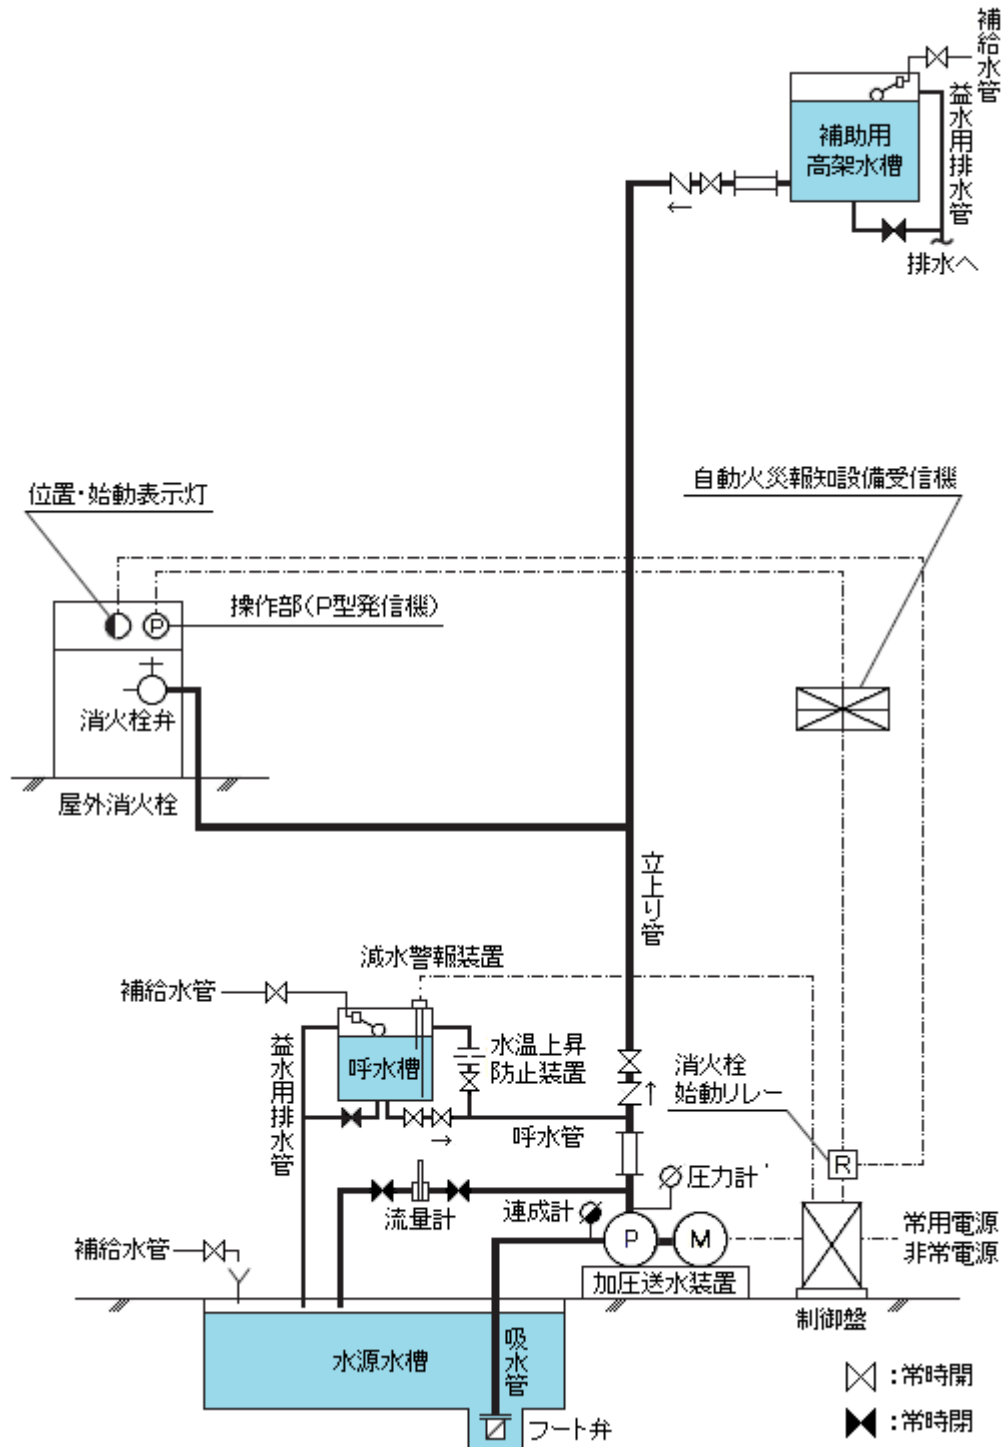 補給水管
益水用排水管
補助用
高架水槽
排水へ
自動火災報知設備受信機
位置・始動表示灯
操作部(P型発信機)
P
消火栓弁
屋外消火栓
立上り管
減水警報装置
補給水管
呼水槽
水温上昇
防止装置
益水用排水管
消火栓
始動リレー
呼水管
R
圧力計
流量計
連成計
P
M
常用電源
非常電源
補給水管
加圧送水装置
制御盤
水源水槽
吸水管
フート弁
:常時開
:常時閉